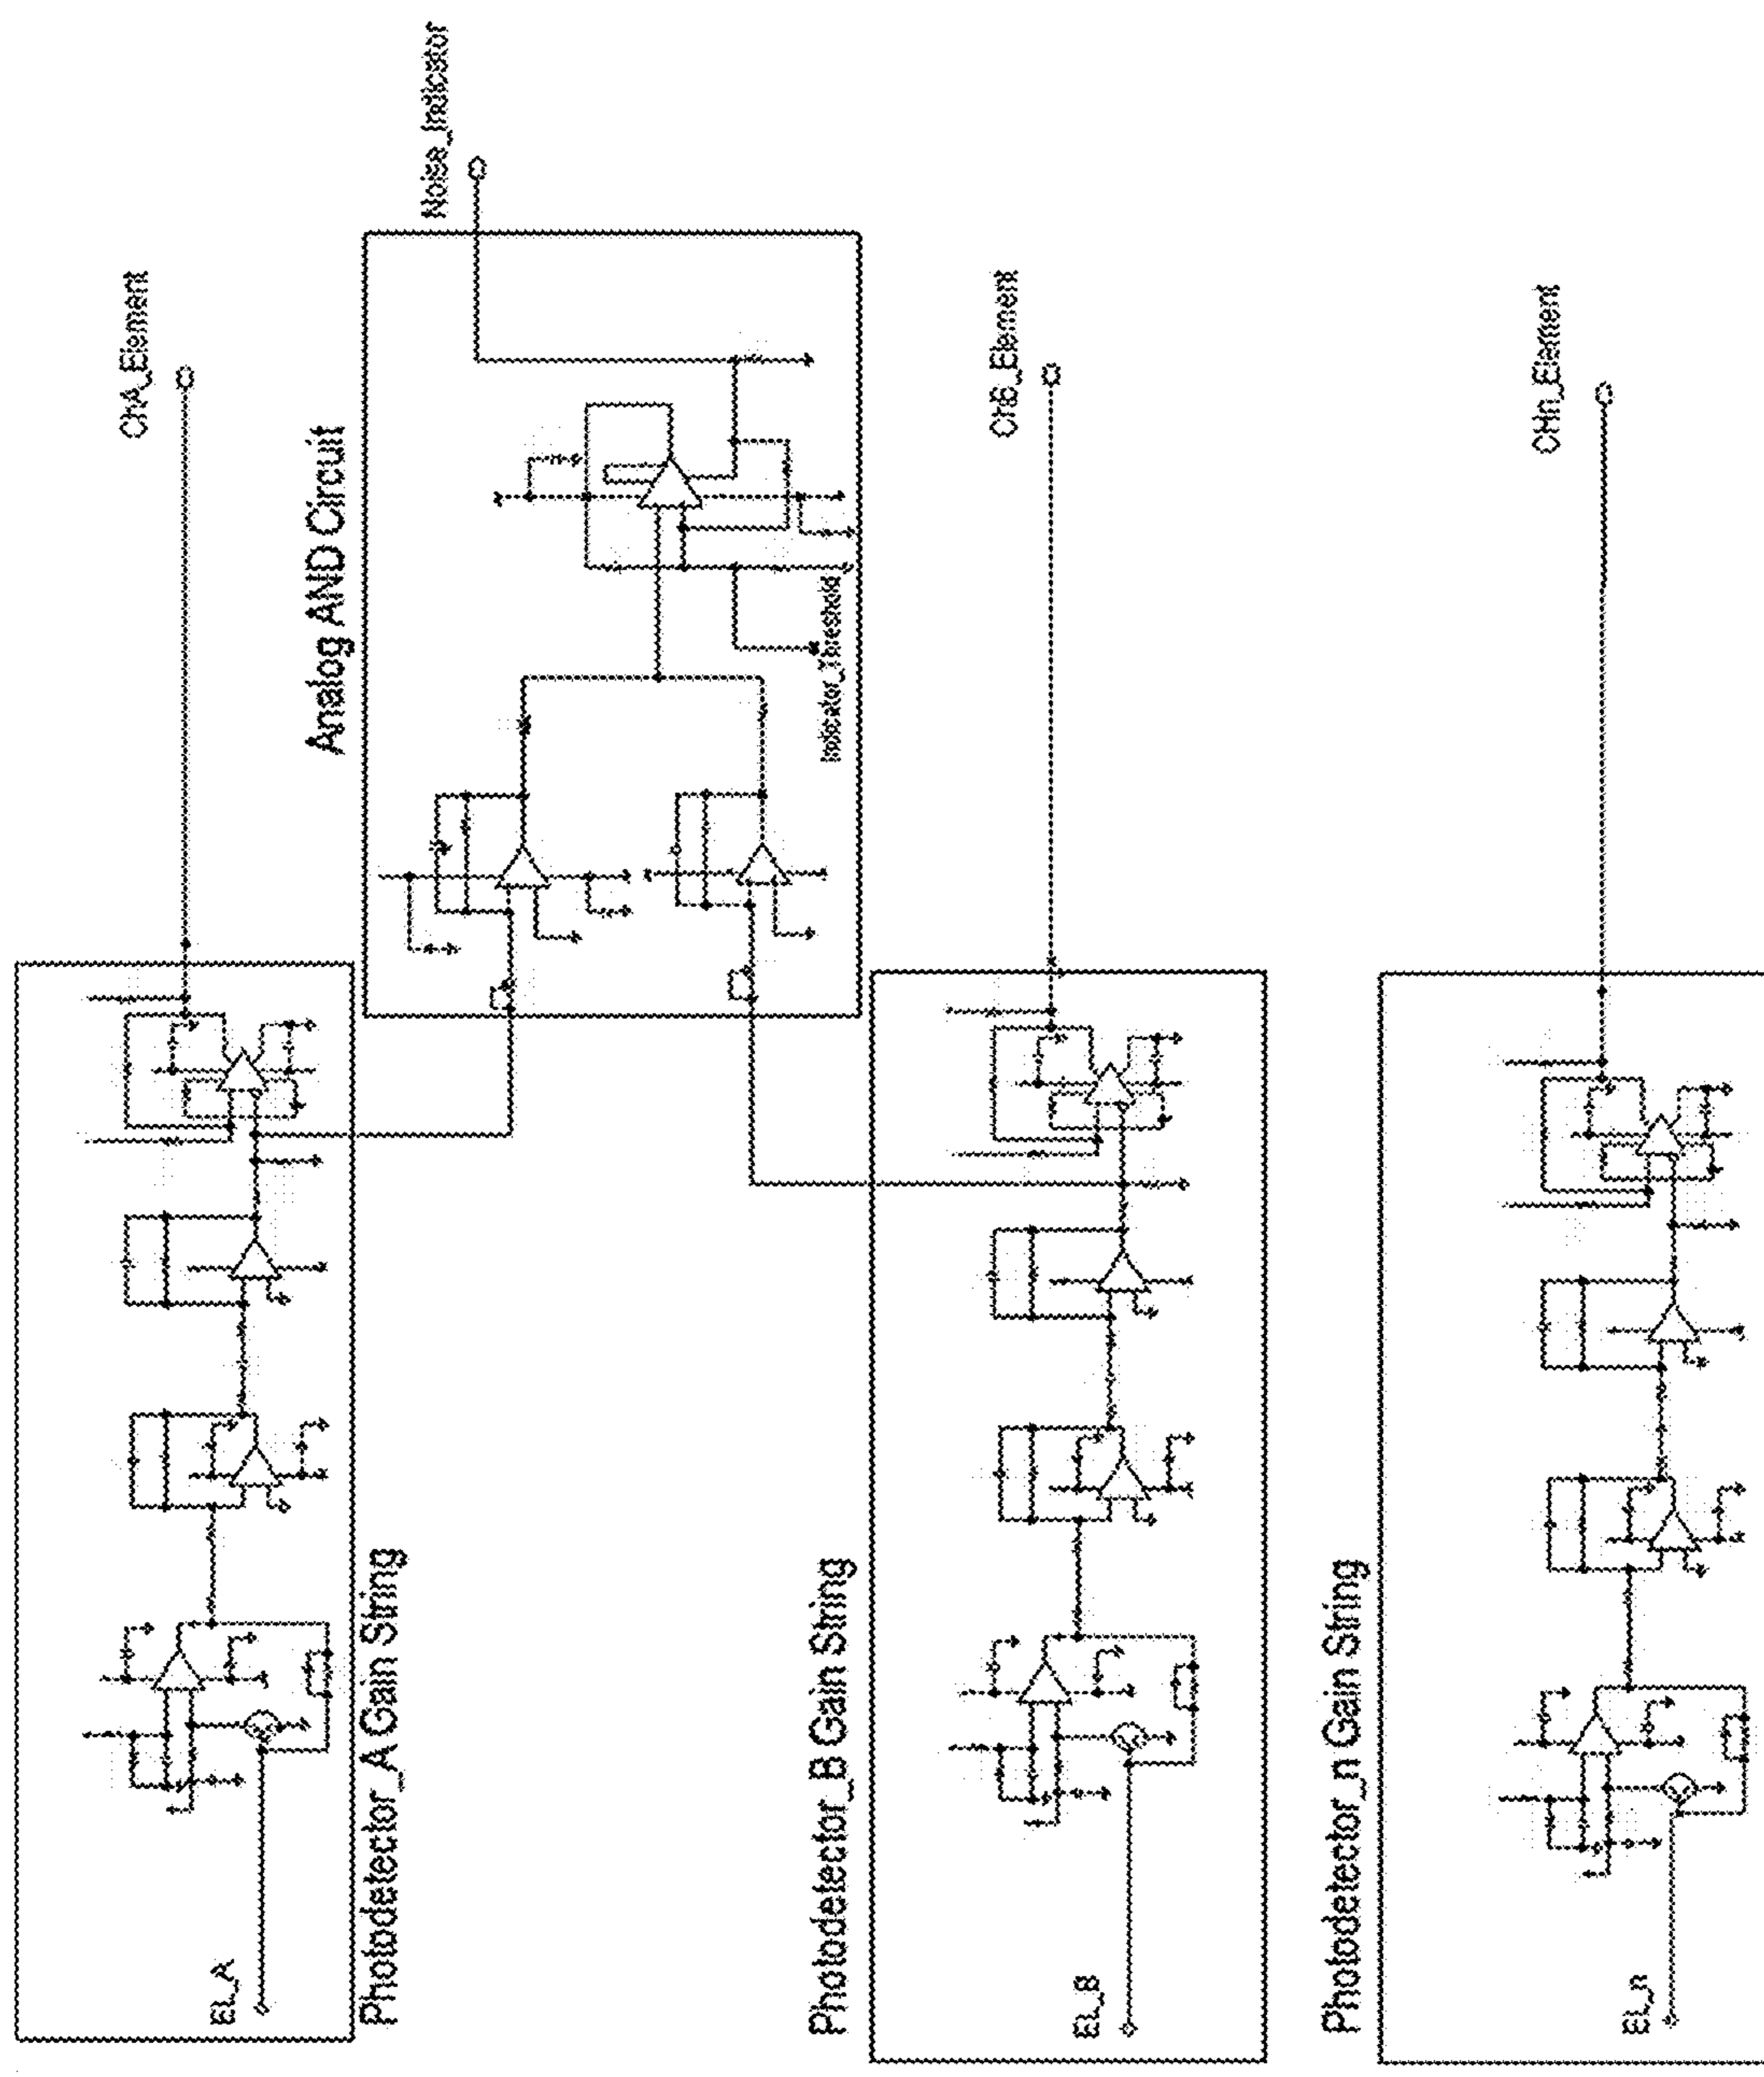 EL_A
Photodetector_A Gain String
ChA_Element
Analog AND Circuit
Noise_Indicator
Indicator_Threshold
Photodetector_B Gain String
EL_B
ChB_Element
Photodetector_n Gain String
EL_n
CHn_Element